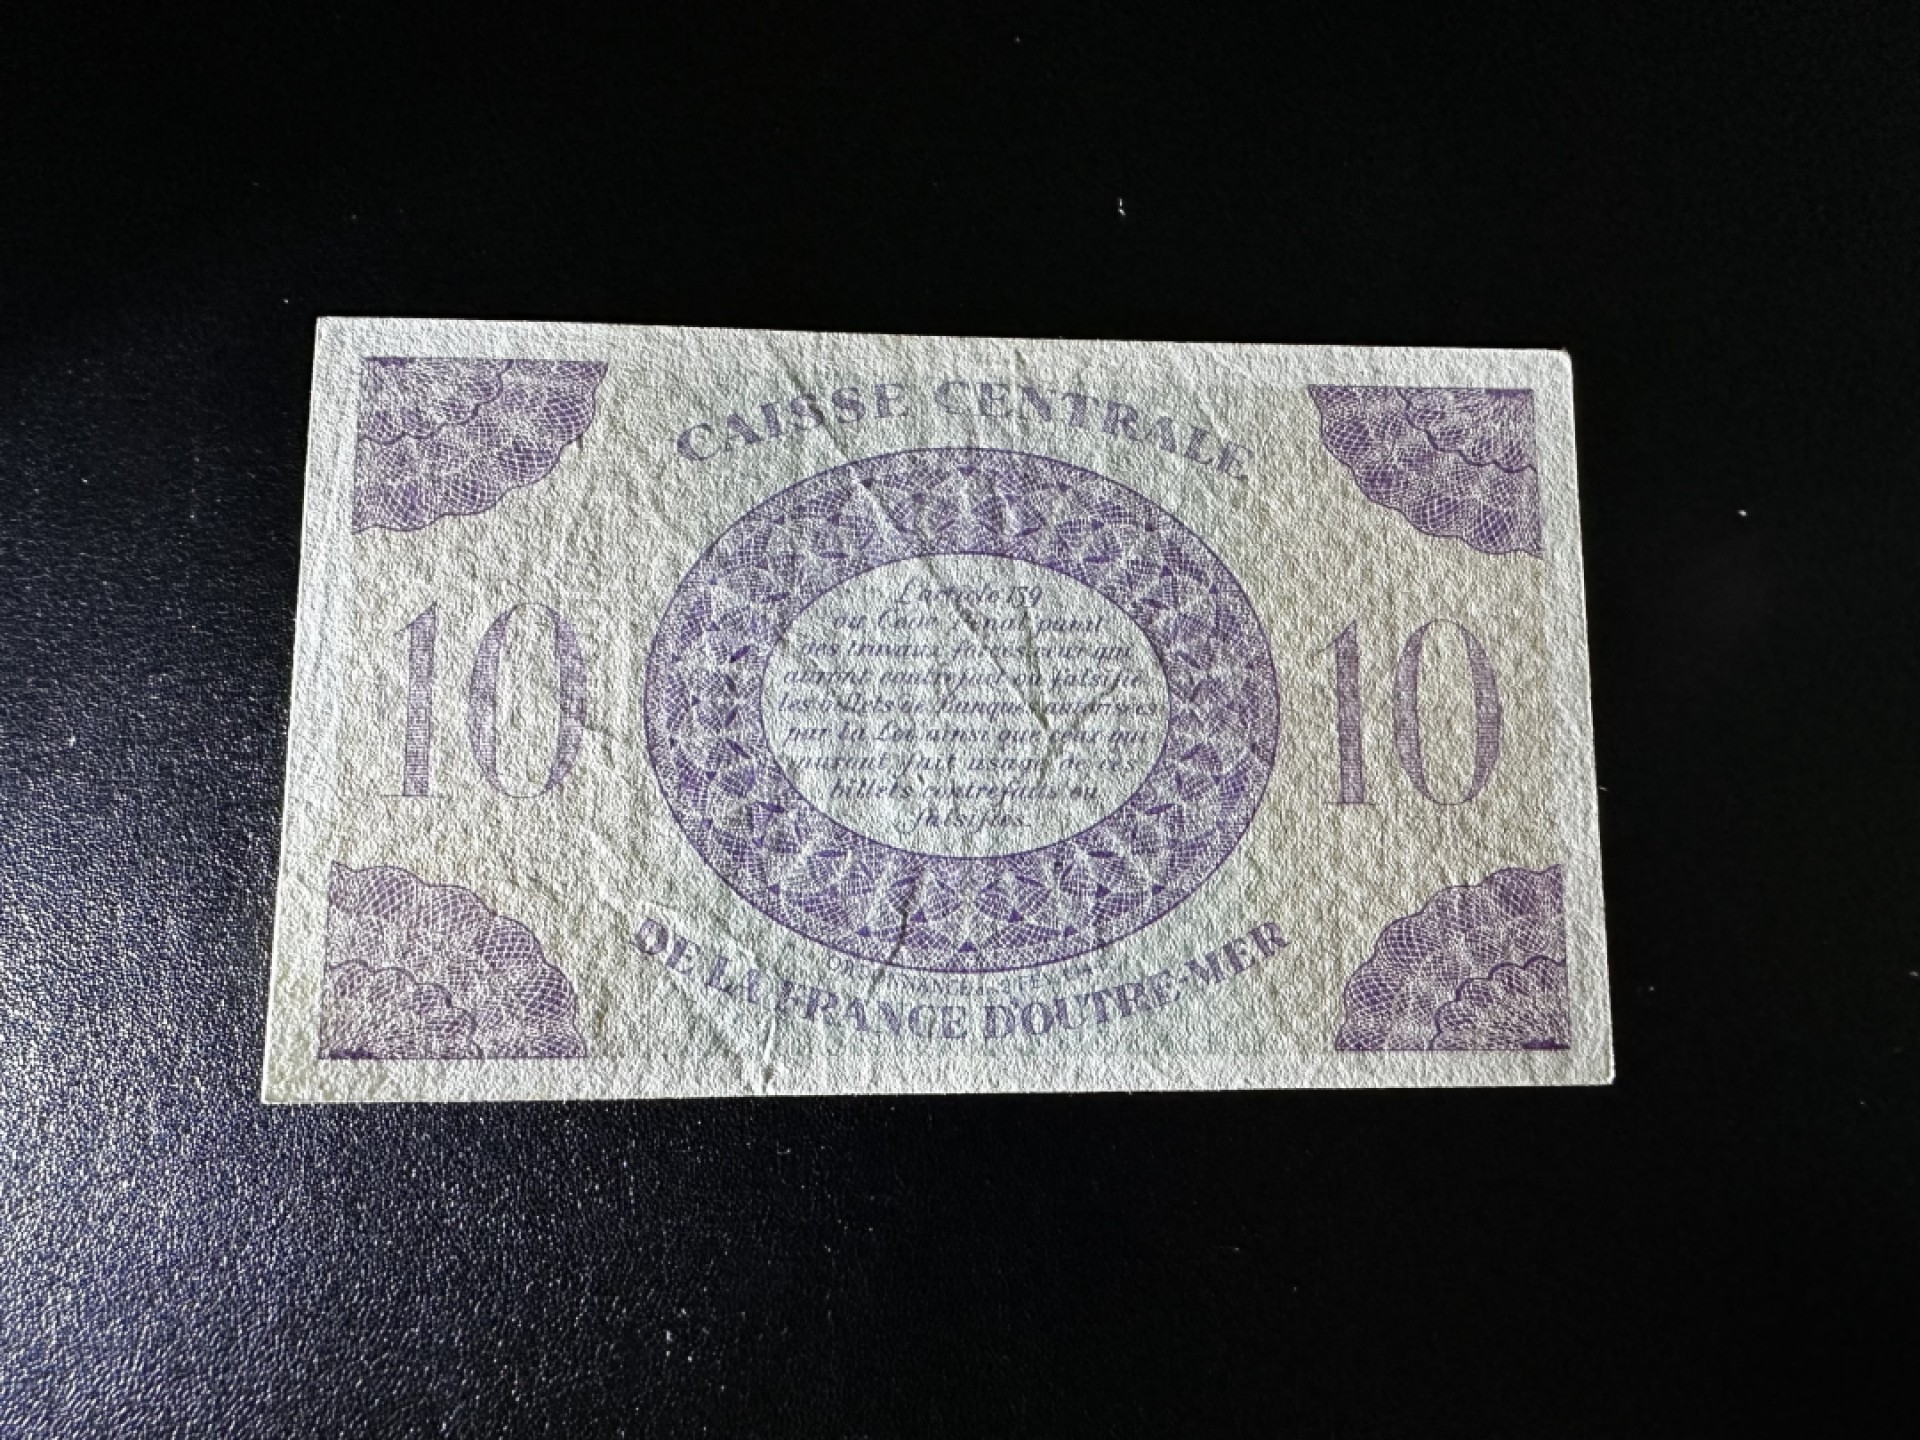 CAISSE CENTRALE
L'article 139
du Code Pénal punit
des travaux forcés ceux qui
auront contrefait ou falsifié
les billets de Banque autorisées
par la Loi, ainsi que ceux qui
auront fait usage de ces
billets contrefaits ou
falsifiés
10
10
DE LA FRANCE D'OUTRE-MER